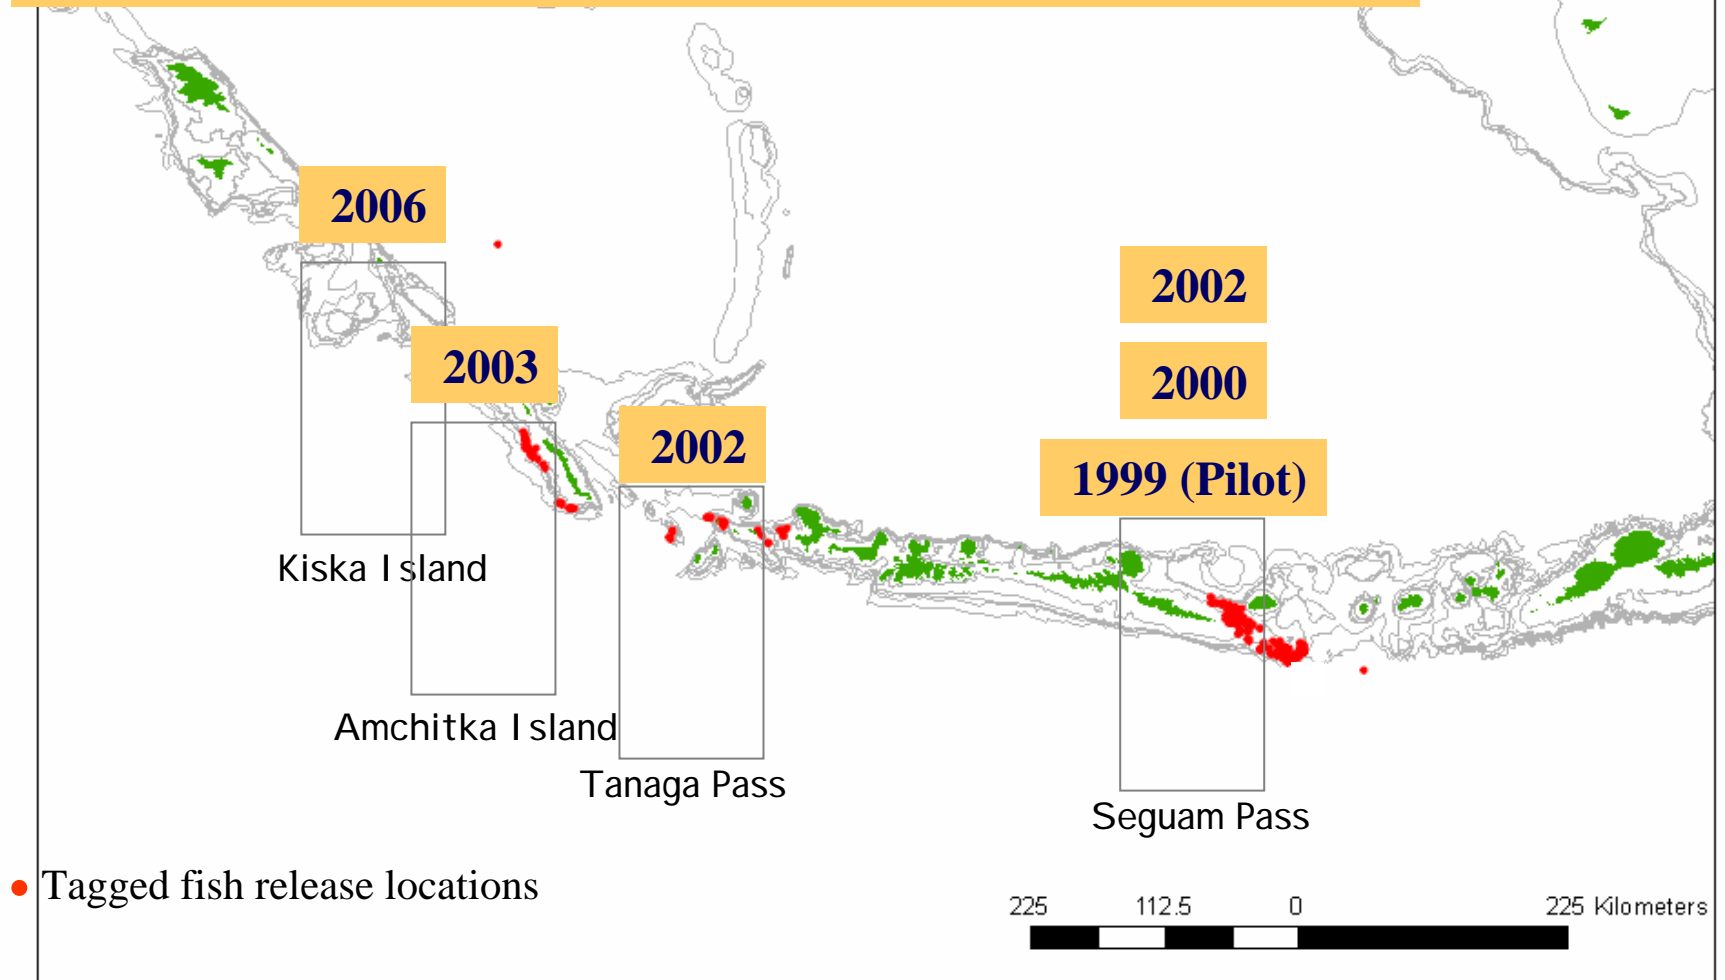 2006
2002
2003
2000
2002
1999 (Pilot)
Kiska Island
Amchitka Island
Tanaga Pass
Seguam Pass
Tagged fish release locations
225 112.5 0 225 Kilometers